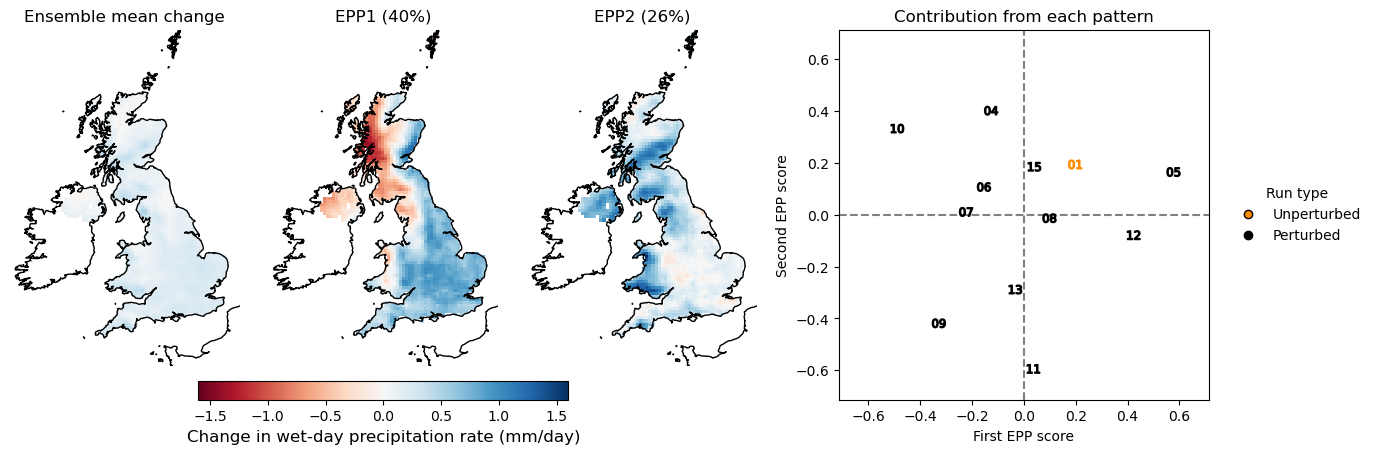 Ensemble mean change
EPP1 (40%)
EPP2 (26%)
Contribution from each pattern
−1.5 −1.0 −0.5 0.0 0.5 1.0 1.5
Change in wet-day precipitation rate (mm/day)
Second EPP score
0.6
0.4
0.2
0.0
−0.2
−0.4
−0.6
04
10
15
01
05
06
07
08
12
13
09
11
−0.6 −0.4 −0.2 0.0 0.2 0.4 0.6
First EPP score
Run type
Unperturbed
Perturbed